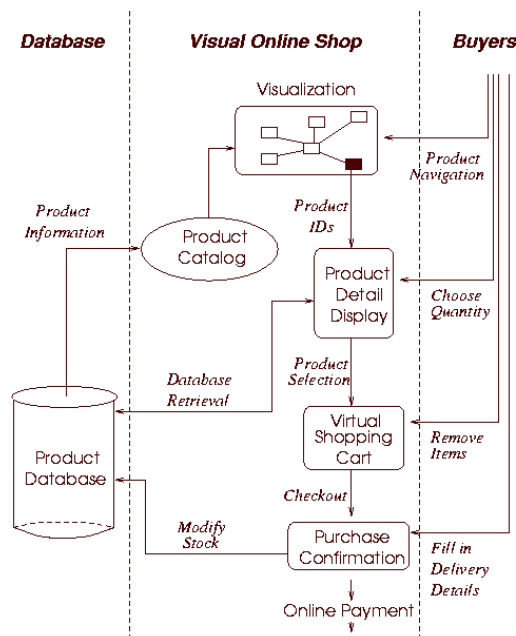 Database
Visual Online Shop
Buyers
Visualization
Product
Navigation
Product
IDs
Product
Information
Product
Catalog
Product
Detail
Display
Choose
Quantity
Product
Selection
Database
Retrieval
Virtual
Shopping
Cart
Remove
Items
Product
Database
Checkout
Modify
Stock
Purchase
Confirmation
Fill in
Delivery
Details
Online Payment